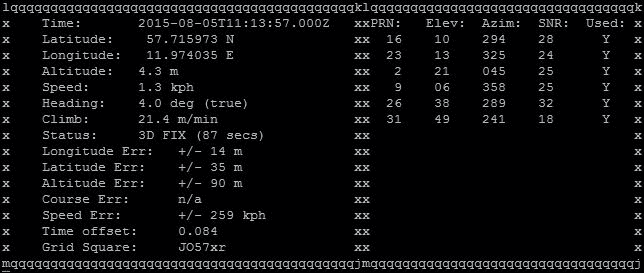 lqqqqqqqqqqqqqqqqqqqqqqqqqqqqqqqqqqqqqqqqqqqklqqqqqqqqqqqqqqqqqqqqqqqqqqqqqqqqqk
x    Time:       2015-08-05T11:13:57.000Z   xxPRN:   Elev:  Azim:  SNR:  Used: x
x    Latitude:    57.715973 N               xx  16    10    294    28      Y   x
x    Longitude:   11.974035 E               xx  23    13    325    24      Y   x
x    Altitude:   4.3 m                      xx   2    21    045    25      Y   x
x    Speed:      1.3 kph                    xx   9    06    358    25      Y   x
x    Heading:    4.0 deg (true)             xx  26    38    289    32      Y   x
x    Climb:      21.4 m/min                 xx  31    49    241    18      Y   x
x    Status:     3D FIX (87 secs)           xx                                 x
x    Longitude Err:   +/- 14 m              xx                                 x
x    Latitude Err:    +/- 35 m              xx                                 x
x    Altitude Err:    +/- 90 m              xx                                 x
x    Course Err:      n/a                   xx                                 x
x    Speed Err:       +/- 259 kph           xx                                 x
x    Time offset:     0.084                 xx                                 x
x    Grid Square:     JO57xr                xx                                 x
mqqqqqqqqqqqqqqqqqqqqqqqqqqqqqqqqqqqqqqqqqqqjmqqqqqqqqqqqqqqqqqqqqqqqqqqqqqqqqqj